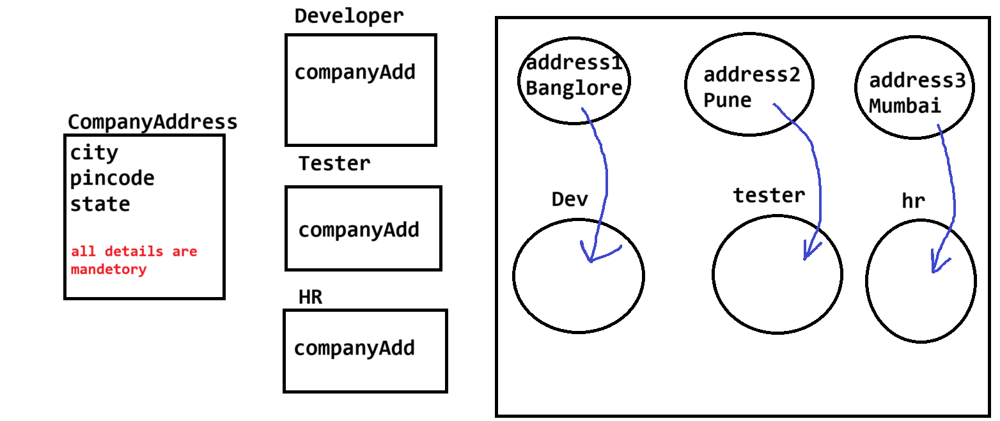 CompanyAddress
city
pincode
state
all details are
mandetory
Developer
companyAdd
Tester
companyAdd
HR
companyAdd
address1
Banglore
address2
Pune
address3
Mumbai
Dev
tester
hr